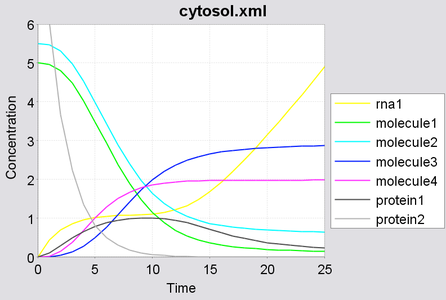 cytosol.xml
Concentration
6
5
4
3
2
1
0
0 5 10 15 20 25
Time
rna1
molecule1
molecule2
molecule3
molecule4
protein1
protein2